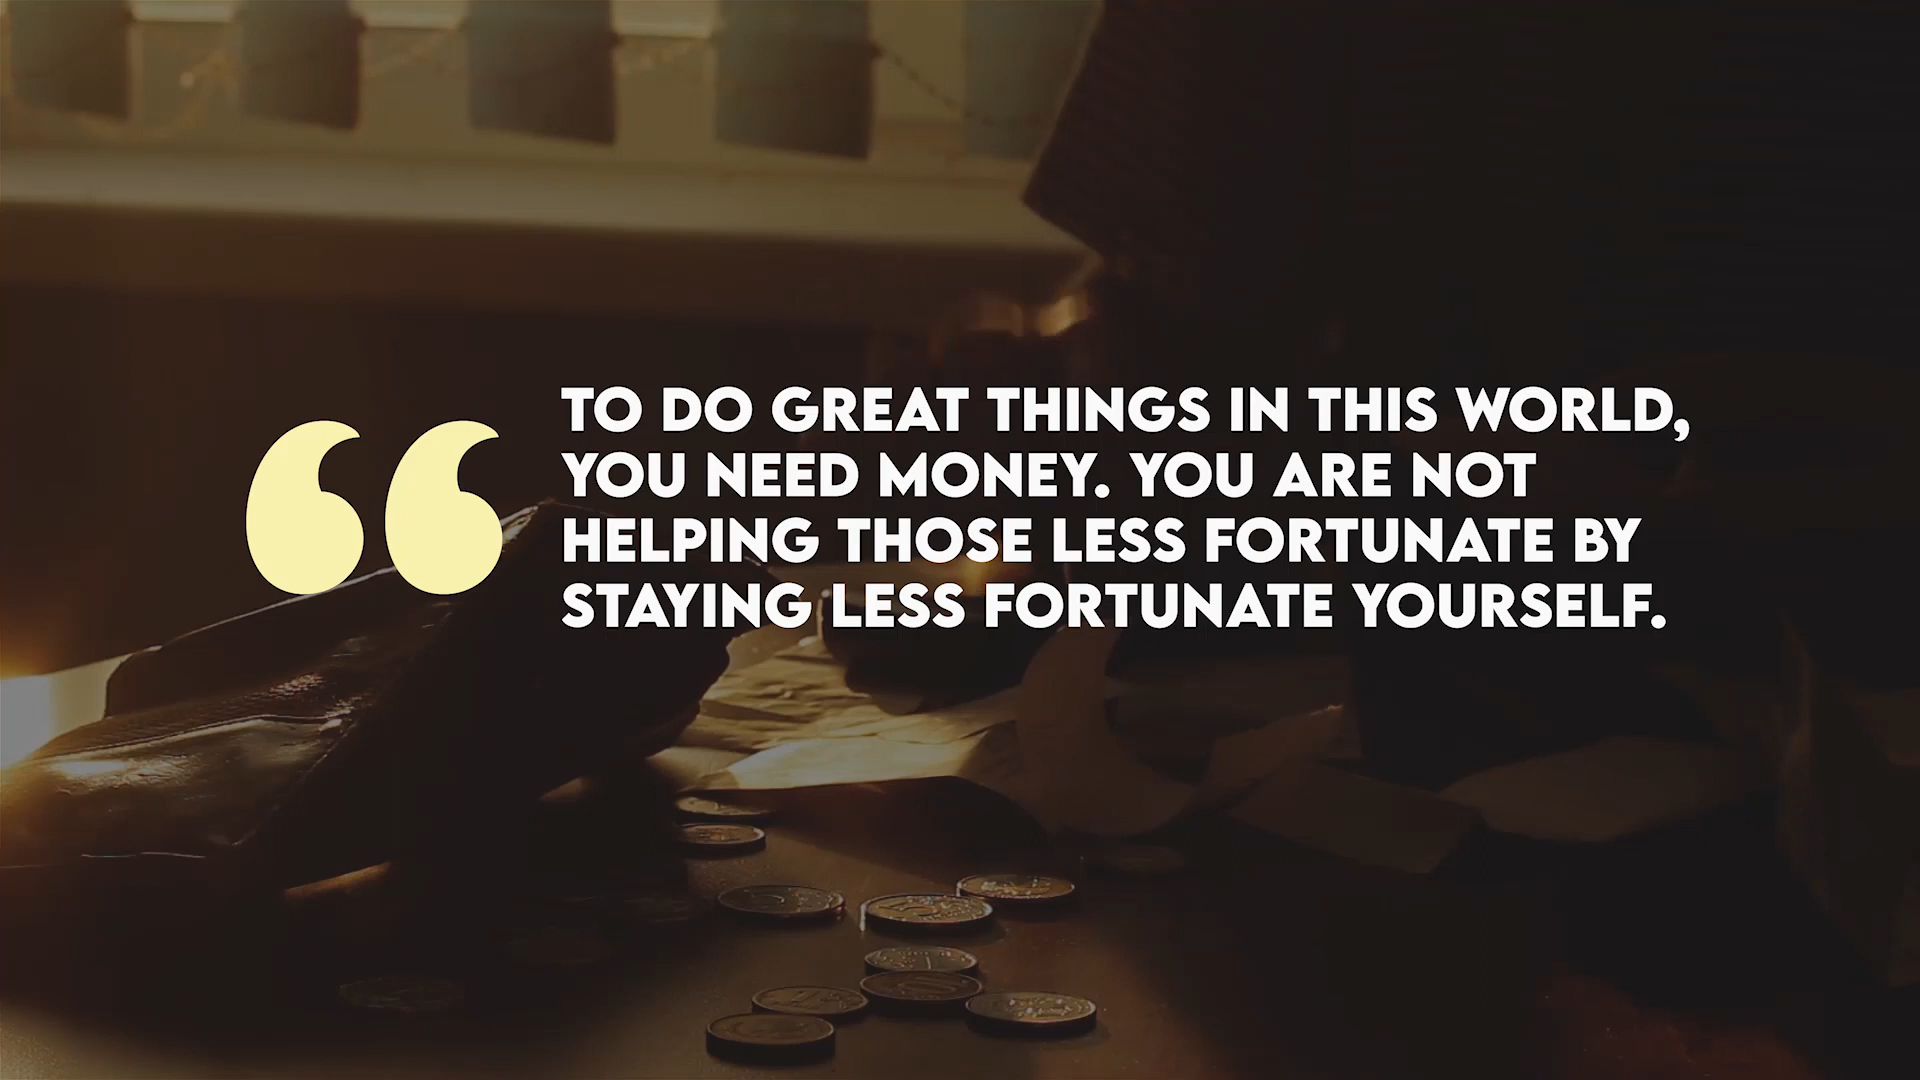 “
TO DO GREAT THINGS IN THIS WORLD,
YOU NEED MONEY. YOU ARE NOT
HELPING THOSE LESS FORTUNATE BY
STAYING LESS FORTUNATE YOURSELF.